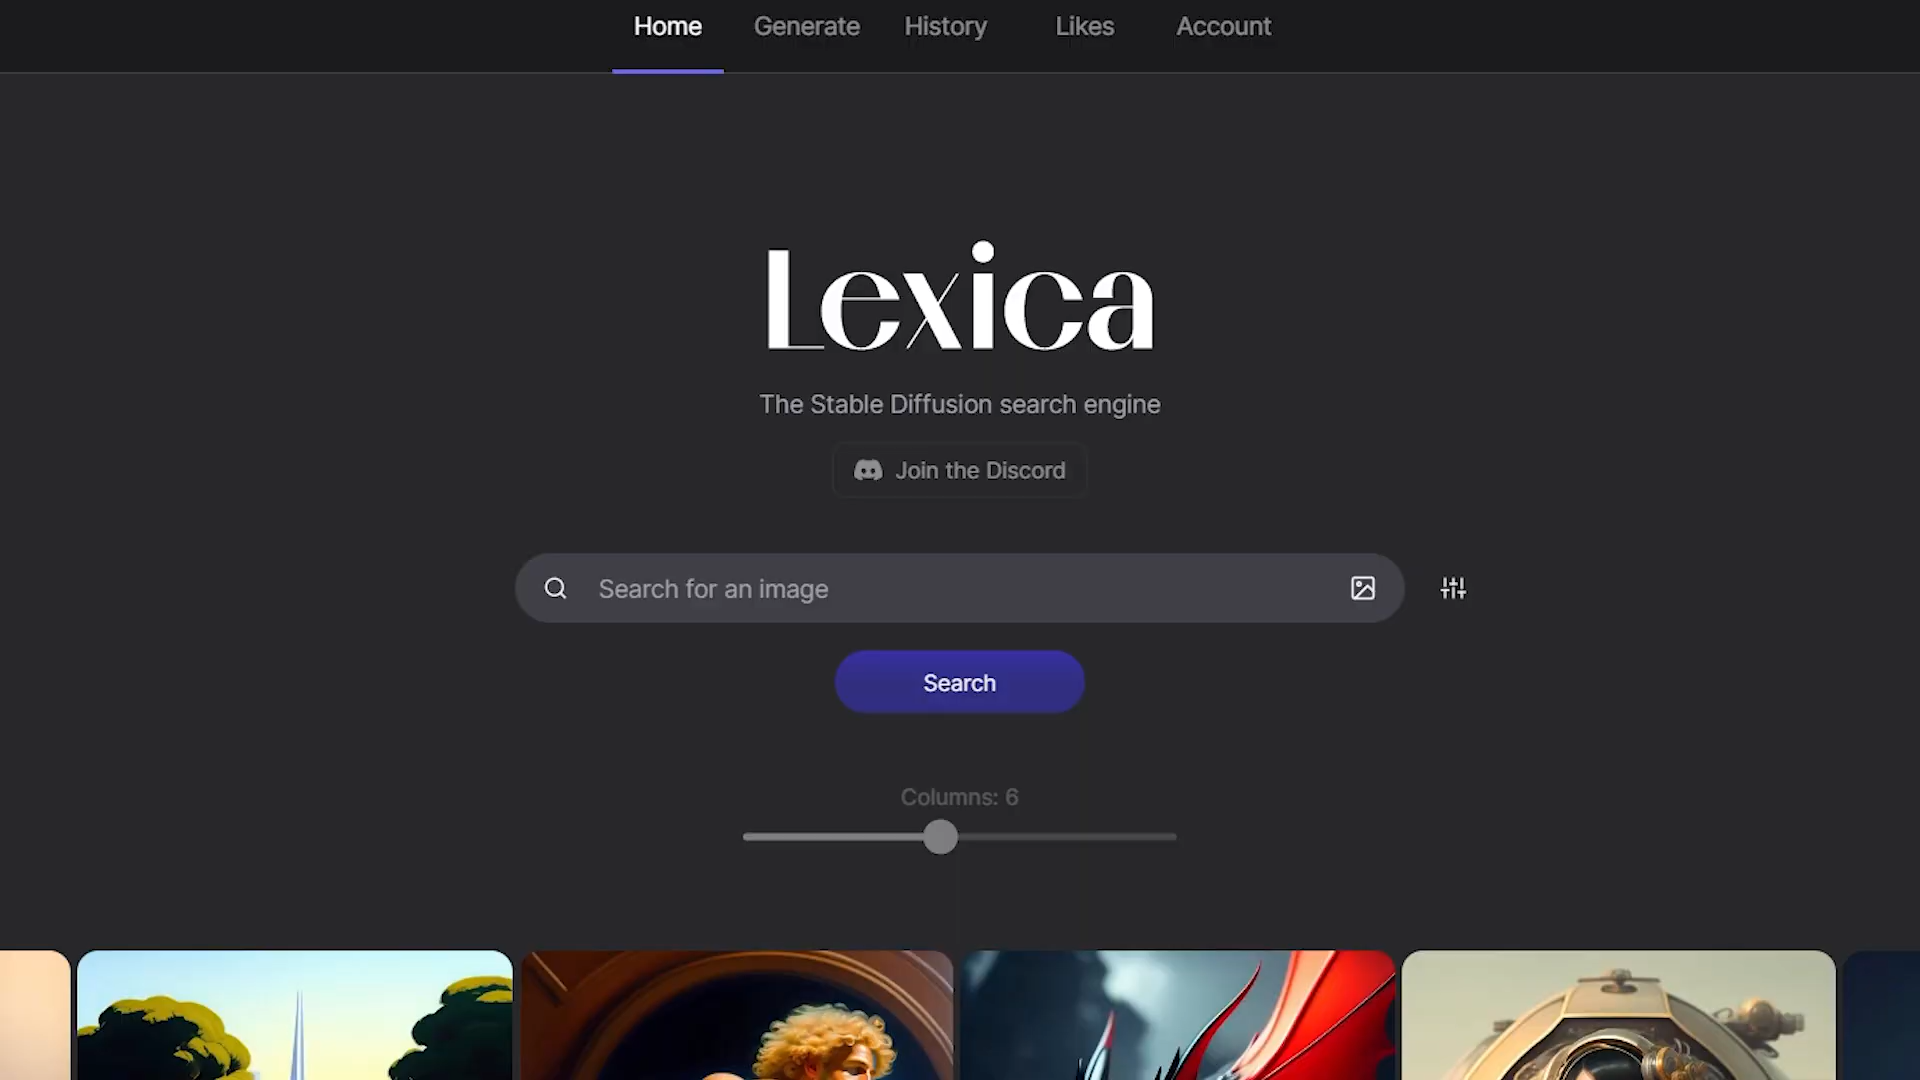 Home Generate History Likes Account
Lexica
The Stable Diffusion search engine
Join the Discord
Search for an image
Search
Columns: 6